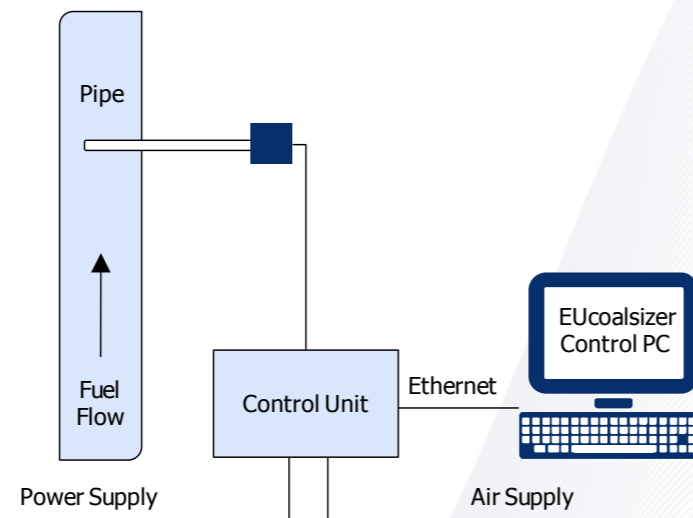 Pipe
EUcoalsizer
Control PC
Fuel
Flow
Control Unit
Ethernet
Power Supply
Air Supply